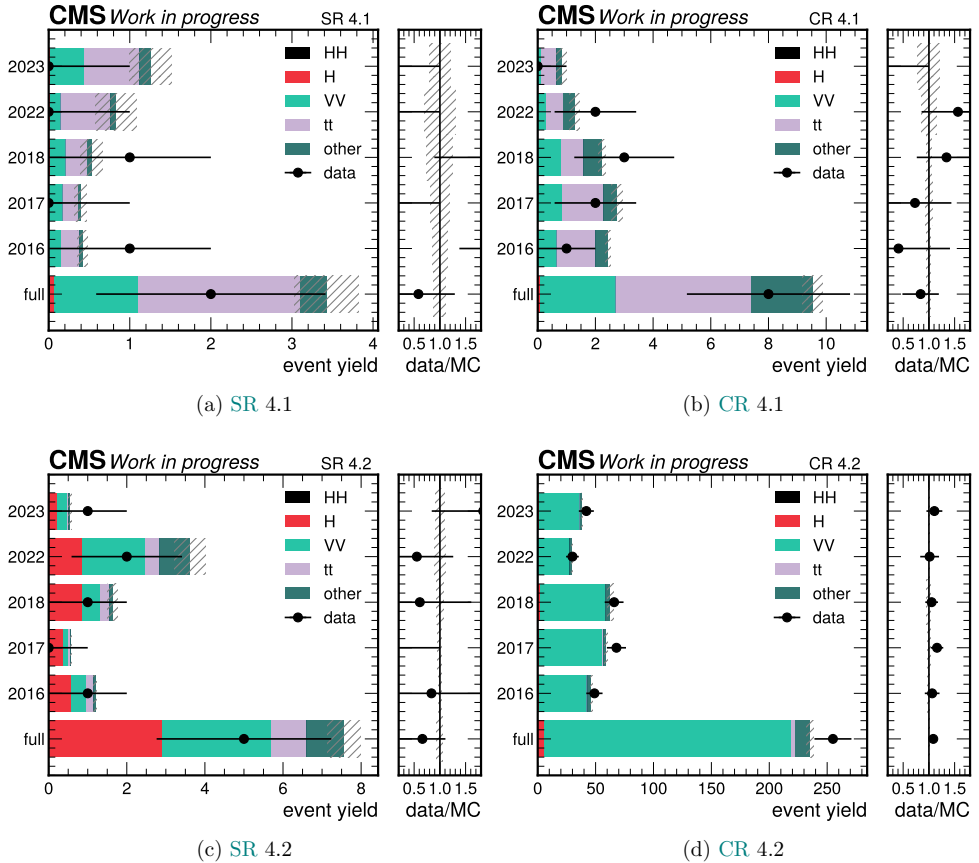 CMS Work in progress SR 4.1
HH
H
VV
tt
other
data
2023
2022
2018
2017
2016
full
0 1 2 3 4
event yield
0.5 1.0 1.5
data/MC
(a) SR 4.1
CMS Work in progress CR 4.1
HH
H
VV
tt
other
data
2023
2022
2018
2017
2016
full
0 2 4 6 8 10
event yield
0.5 1.0 1.5
data/MC
(b) CR 4.1
CMS Work in progress SR 4.2
HH
H
VV
tt
other
data
2023
2022
2018
2017
2016
full
0 2 4 6 8
event yield
0.5 1.0 1.5
data/MC
(c) SR 4.2
CMS Work in progress CR 4.2
HH
H
VV
tt
other
data
2023
2022
2018
2017
2016
full
0 50 100 150 200 250
event yield
0.5 1.0 1.5
data/MC
(d) CR 4.2